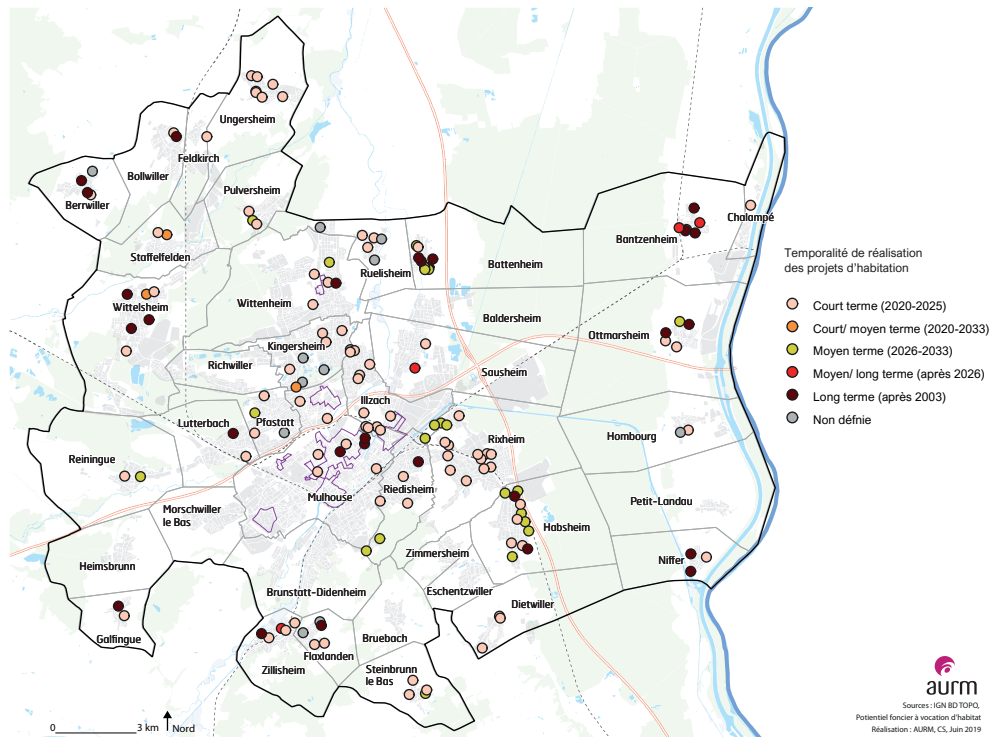 Ungersheim
Feldkirch
Bollwiller
Berrwiller
Pulversheim
Staffelfelden
Ruelisheim
Battenheim
Bantzenheim
Chalampé
Wittelsheim
Wittenheim
Baldersheim
Ottmarsheim
Kingersheim
Richwiller
Sausheim
Illzach
Lutterbach
Pfastatt
Rixheim
Hombourg
Reiningue
Mulhouse
Riedisheim
Morschwiller
le Bas
Habsheim
Petit-Landau
Heimsbrunn
Zimmersheim
Niffer
Eschentzwiller
Brunstatt-Didenheim
Dietwiller
Galfingue
Bruebach
Flaxlanden
Zillisheim
Steinbrunn
le Bas
Temporalité de réalisation
des projets d'habitation
Court terme (2020-2025)
Court/ moyen terme (2020-2033)
Moyen terme (2026-2033)
Moyen/ long terme (après 2026)
Long terme (après 2003)
Non défnie
0 3 km Nord
aurm
Sources : IGN BD TOPO,
Potientiel foncier à vocation d'habitat
Réalisation : AURM, CS, Juin 2019